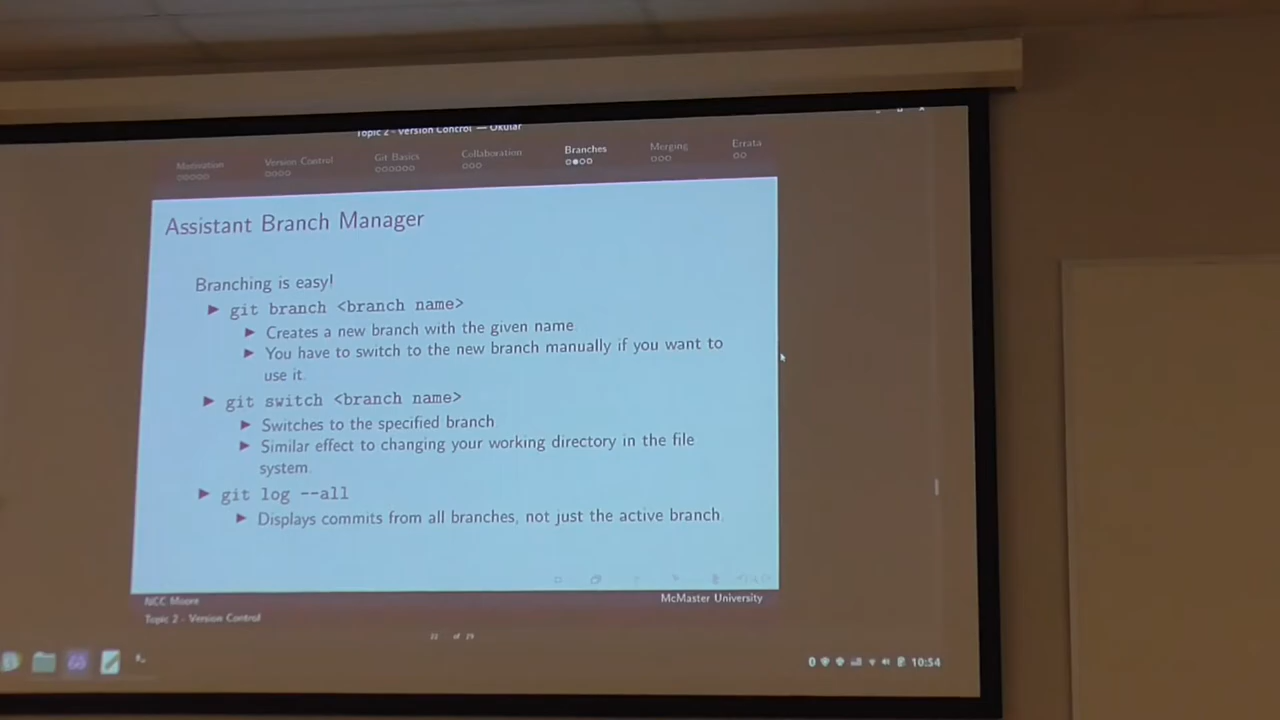 Topic 2 - Version Control — Okular
Motivation Version Control Git Basics Collaboration Branches Merging Errata
Assistant Branch Manager
Branching is easy!
git branch <branch name>
Creates a new branch with the given name
You have to switch to the new branch manually if you want to
use it.
git switch <branch name>
Switches to the specified branch
Similar effect to changing your working directory in the file
system.
git log --all
Displays commits from all branches, not just the active branch
NCC Moore McMaster University
Topic 2 - Version Control
of
10:54